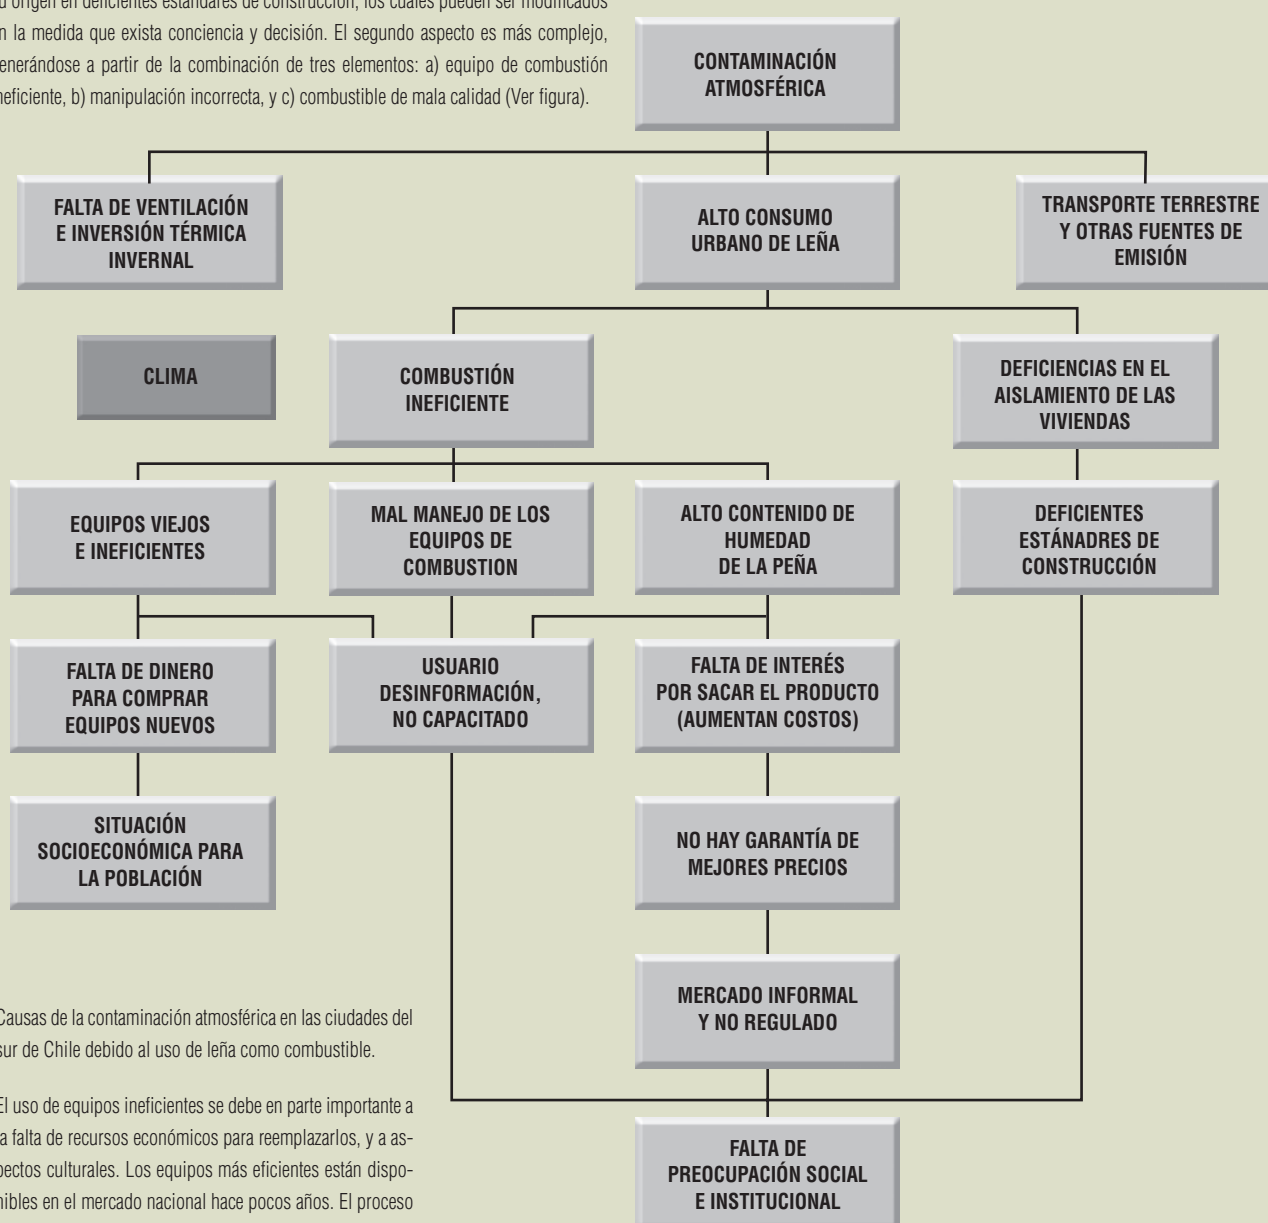 u origen en deficientes estándares de construcción, los cuales pueden ser modificados
n la medida que exista conciencia y decisión. El segundo aspecto es más complejo,
enerándose a partir de la combinación de tres elementos: a) equipo de combustión
neficiente, b) manipulación incorrecta, y c) combustible de mala calidad (Ver figura).
CONTAMINACIÓN
ATMOSFÉRICA
FALTA DE VENTILACIÓN
E INVERSIÓN TÉRMICA
INVERNAL
ALTO CONSUMO
URBANO DE LEÑA
TRANSPORTE TERRESTRE
Y OTRAS FUENTES DE
EMISIÓN
CLIMA
COMBUSTIÓN
INEFICIENTE
DEFICIENCIAS EN EL
AISLAMIENTO DE LAS
VIVIENDAS
EQUIPOS VIEJOS
E INEFICIENTES
MAL MANEJO DE LOS
EQUIPOS DE
COMBUSTION
ALTO CONTENIDO DE
HUMEDAD
DE LA PEÑA
DEFICIENTES
ESTÁNADRES DE
CONSTRUCCIÓN
FALTA DE DINERO
PARA COMPRAR
EQUIPOS NUEVOS
USUARIO
DESINFORMACIÓN,
NO CAPACITADO
FALTA DE INTERÉS
POR SACAR EL PRODUCTO
(AUMENTAN COSTOS)
SITUACIÓN
SOCIOECONÓMICA PARA
LA POBLACIÓN
NO HAY GARANTÍA DE
MEJORES PRECIOS
MERCADO INFORMAL
Y NO REGULADO
FALTA DE
PREOCUPACIÓN SOCIAL
E INSTITUCIONAL
Causas de la contaminación atmosférica en las ciudades del
sur de Chile debido al uso de leña como combustible.
El uso de equipos ineficientes se debe en parte importante a
a falta de recursos económicos para reemplazarlos, y a as-
pectos culturales. Los equipos más eficientes están dispo-
nibles en el mercado nacional hace pocos años. El proceso